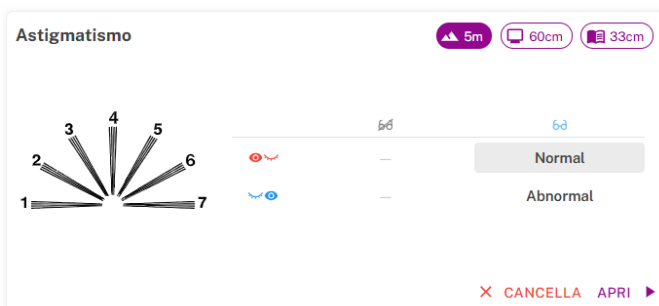 Astigmatismo
5m
60cm
33cm
1
2
3
4
5
6
7
— Normal
— Abnormal
CANCELLA
APRI